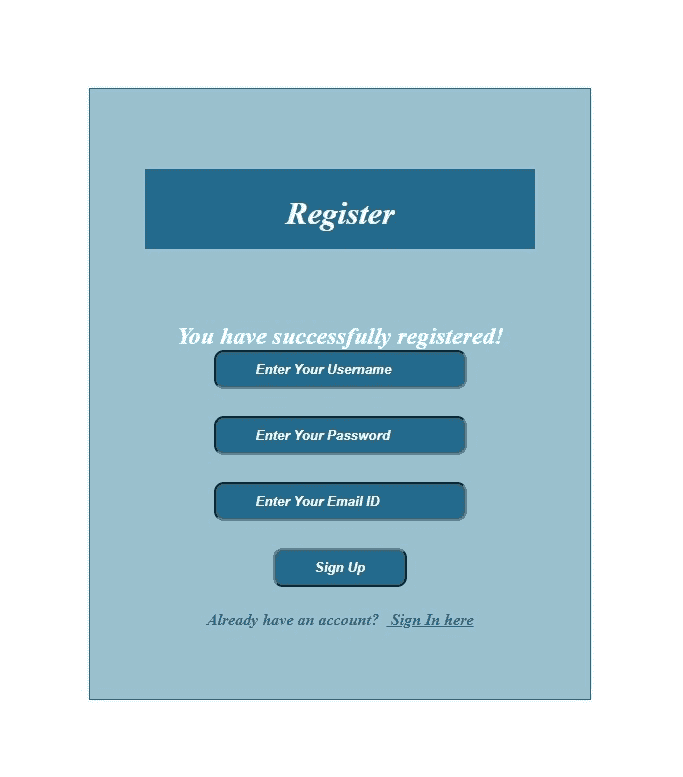 Register
You have successfully registered!
Enter Your Username
Enter Your Password
Enter Your Email ID
Sign Up
Already have an account? Sign In here